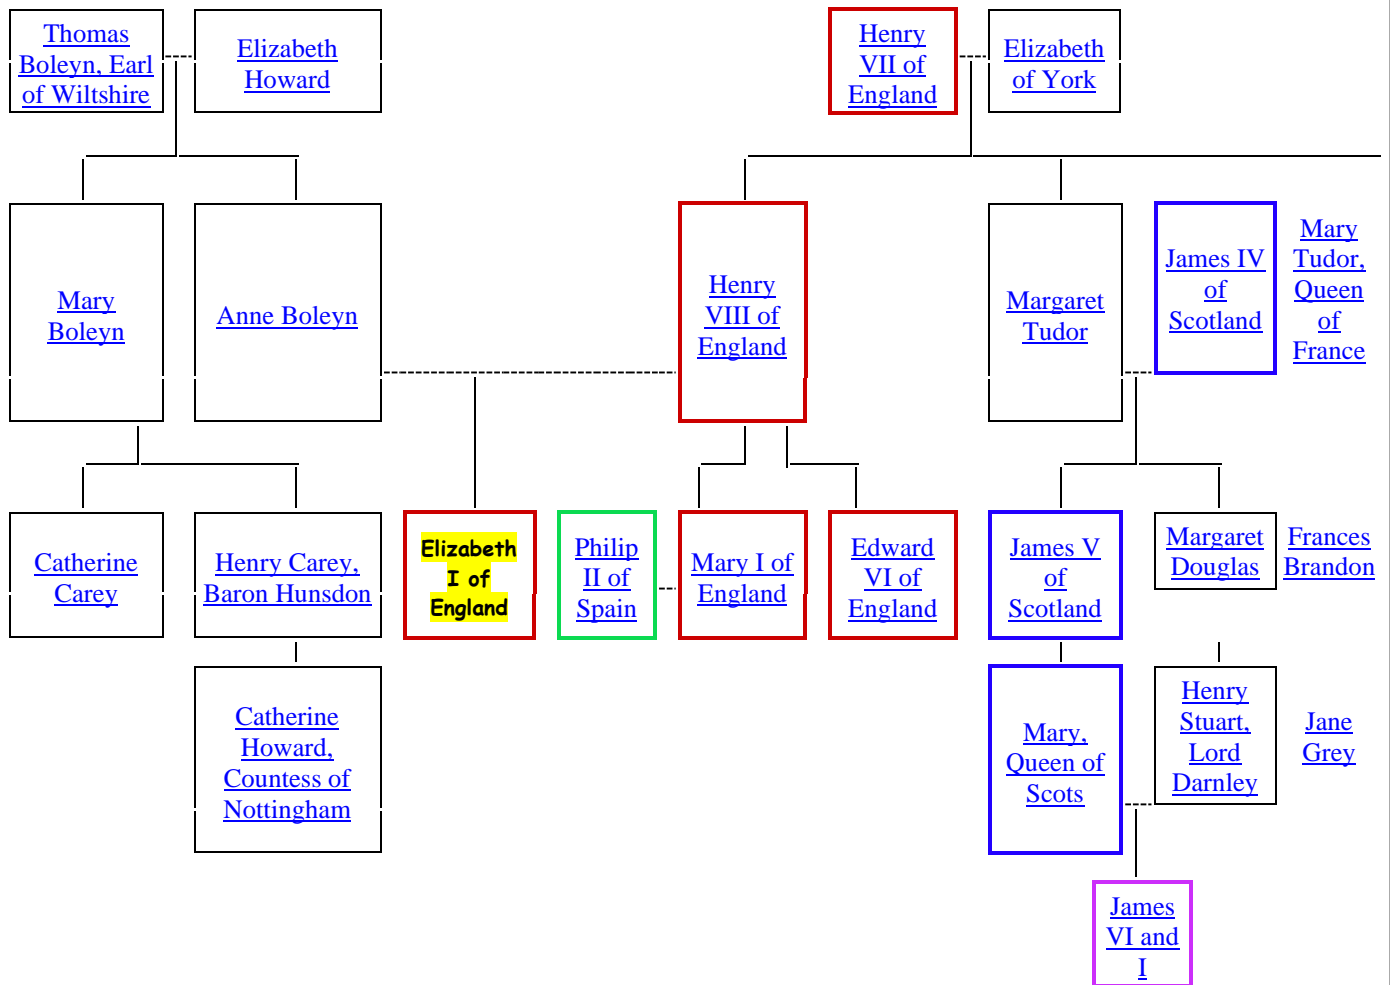 Thomas
Boleyn, Earl
of Wiltshire
Elizabeth
Howard
Henry
VII of
England
Elizabeth
of York
Mary
Boleyn
Anne Boleyn
Henry
VIII of
England
Margaret
Tudor
James IV
of
Scotland
Mary
Tudor,
Queen
of
France
Catherine
Carey
Henry Carey,
Baron Hunsdon
Elizabeth
I of
England
Philip
II of
Spain
Mary I of
England
Edward
VI of
England
James V
of
Scotland
Margaret
Douglas
Frances
Brandon
Catherine
Howard,
Countess of
Nottingham
Mary,
Queen of
Scots
Henry
Stuart,
Lord
Darnley
Jane
Grey
James
VI and
I